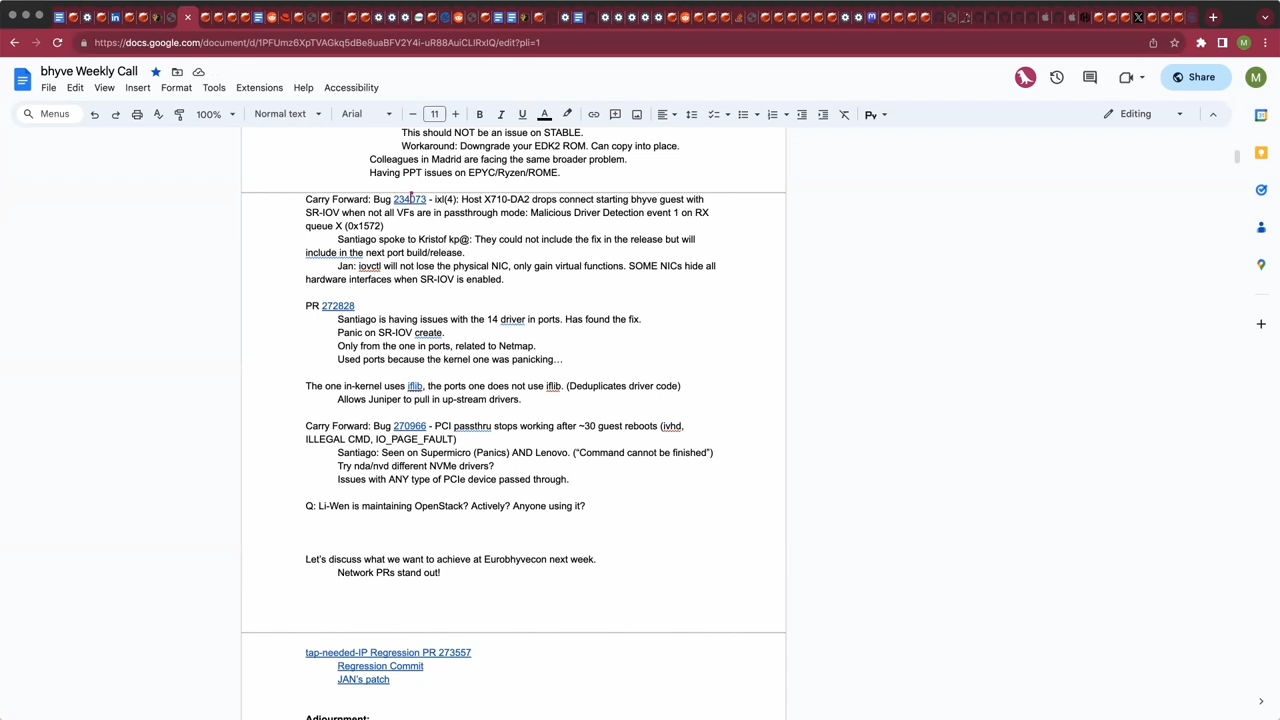 https://docs.google.com/document/d/1PFUmz6XpTVAGkq5dBe8uaBFV2Y4i-uR88AuiCLIRxIQ/edit?pli=1
bhyve Weekly Call
File Edit View Insert Format Tools Extensions Help Accessibility
Share
M
M
Menus
100%
Normal text
Arial
11
B I U A
Editing
This should NOT be an issue on STABLE.
Workaround: Downgrade your EDK2 ROM. Can copy into place.
Colleagues in Madrid are facing the same broader problem.
Having PPT issues on EPYC/Ryzen/ROME.
Carry Forward: Bug 234073 - ixl(4): Host X710-DA2 drops connect starting bhyve guest with
SR-IOV when not all VFs are in passthrough mode: Malicious Driver Detection event 1 on RX
queue X (0x1572)
Santiago spoke to Kristof kp@: They could not include the fix in the release but will
include in the next port build/release.
Jan: iovctl will not lose the physical NIC, only gain virtual functions. SOME NICs hide all
hardware interfaces when SR-IOV is enabled.
PR 272828
Santiago is having issues with the 14 driver in ports. Has found the fix.
Panic on SR-IOV create.
Only from the one in ports, related to Netmap.
Used ports because the kernel one was panicking…
The one in-kernel uses iflib, the ports one does not use iflib. (Deduplicates driver code)
Allows Juniper to pull in up-stream drivers.
Carry Forward: Bug 270966 - PCI passthru stops working after ~30 guest reboots (ivhd,
ILLEGAL CMD, IO_PAGE_FAULT)
Santiago: Seen on Supermicro (Panics) AND Lenovo. (“Command cannot be finished”)
Try nda/nvd different NVMe drivers?
Issues with ANY type of PCIe device passed through.
Q: Li-Wen is maintaining OpenStack? Actively? Anyone using it?
Let’s discuss what we want to achieve at Eurobhyvecon next week.
Network PRs stand out!
tap-needed-IP Regression PR 273557
Regression Commit
JAN’s patch
Adjournment: